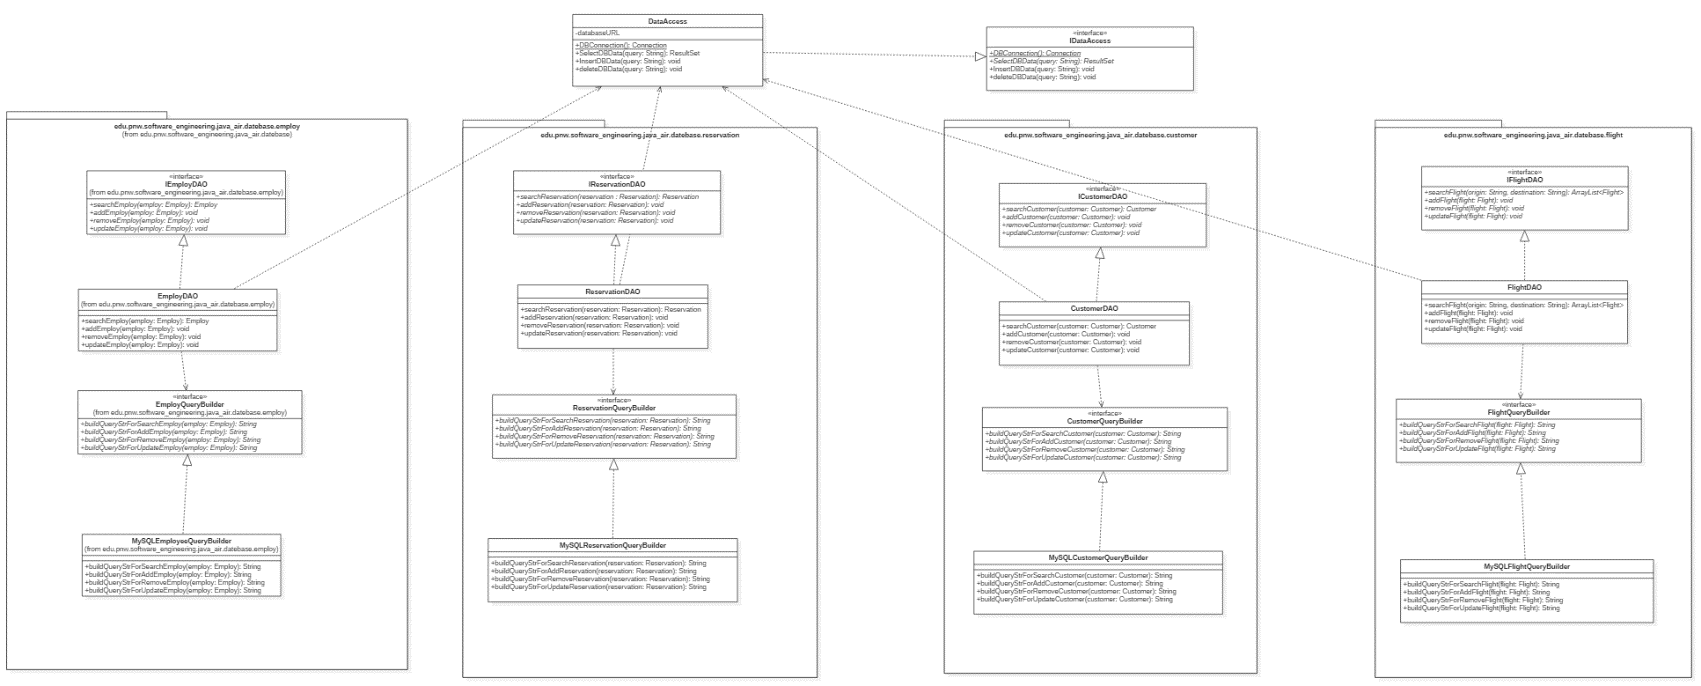 DataAccess
-databaseURL
+DBConnection(): Connection
+SelectDBData(query: String): ResultSet
+InsertDBData(query: String): void
+deleteDBData(query: String): void
«interface»
IDataAccess
+DBConnection(): Connection
+SelectDBData(query: String): ResultSet
+InsertDBData(query: String): void
+deleteDBData(query: String): void
edu.pnw.software_engineering.java_air.datebase.employ
(from edu.pnw.software_engineering.java_air.datebase)
«interface»
IEmployDAO
(from edu.pnw.software_engineering.java_air.datebase.employ)
+searchEmploy(employ: Employ): Employ
+addEmploy(employ: Employ): void
+removeEmploy(employ: Employ): void
+updateEmploy(employ: Employ): void
EmployDAO
(from edu.pnw.software_engineering.java_air.datebase.employ)
+searchEmploy(employ: Employ): Employ
+addEmploy(employ: Employ): void
+removeEmploy(employ: Employ): void
+updateEmploy(employ: Employ): void
«interface»
EmployQueryBuilder
(from edu.pnw.software_engineering.java_air.datebase.employ)
+buildQueryStrForSearchEmploy(employ: Employ): String
+buildQueryStrForAddEmploy(employ: Employ): String
+buildQueryStrForRemoveEmploy(employ: Employ): String
+buildQueryStrForUpdateEmploy(employ: Employ): String
MySQLEmployeeQueryBuilder
(from edu.pnw.software_engineering.java_air.datebase.employ)
+buildQueryStrForSearchEmploy(employ: Employ): String
+buildQueryStrForAddEmploy(employ: Employ): String
+buildQueryStrForRemoveEmploy(employ: Employ): String
+buildQueryStrForUpdateEmploy(employ: Employ): String
edu.pnw.software_engineering.java_air.datebase.reservation
«interface»
IReservationDAO
+searchReservation(reservation : Reservation): Reservation
+addReservation(reservation: Reservation): void
+removeReservation(reservation: Reservation): void
+updateReservation(reservation: Reservation): void
ReservationDAO
+searchReservation(reservation: Reservation): Reservation
+addReservation(reservation: Reservation): void
+removeReservation(reservation: Reservation): void
+updateReservation(reservation: Reservation): void
«interface»
ReservationQueryBuilder
+buildQueryStrForSearchReservation(reservation: Reservation): String
+buildQueryStrForAddReservation(reservation: Reservation): String
+buildQueryStrForRemoveReservation(reservation: Reservation): String
+buildQueryStrForUpdateReservation(reservation: Reservation): String
MySQLReservationQueryBuilder
+buildQueryStrForSearchReservation(reservation: Reservation): String
+buildQueryStrForAddReservation(reservation: Reservation): String
+buildQueryStrForRemoveReservation(reservation: Reservation): String
+buildQueryStrForUpdateReservation(reservation: Reservation): String
edu.pnw.software_engineering.java_air.datebase.customer
«interface»
ICustomerDAO
+searchCustomer(customer: Customer): Customer
+addCustomer(customer: Customer): void
+removeCustomer(customer: Customer): void
+updateCustomer(customer: Customer): void
CustomerDAO
+searchCustomer(customer: Customer): Customer
+addCustomer(customer: Customer): void
+removeCustomer(customer: Customer): void
+updateCustomer(customer: Customer): void
«interface»
CustomerQueryBuilder
+buildQueryStrForSearchCustomer(customer: Customer): String
+buildQueryStrForAddCustomer(customer: Customer): String
+buildQueryStrForRemoveCustomer(customer: Customer): String
+buildQueryStrForUpdateCustomer(customer: Customer): String
MySQLCustomerQueryBuilder
+buildQueryStrForSearchCustomer(customer: Customer): String
+buildQueryStrForAddCustomer(customer: Customer): String
+buildQueryStrForRemoveCustomer(customer: Customer): String
+buildQueryStrForUpdateCustomer(customer: Customer): String
edu.pnw.software_engineering.java_air.datebase.flight
«interface»
IFlightDAO
+searchFlight(origin: String, destination: String): ArrayList<Flight>
+addFlight(flight: Flight): void
+removeFlight(flight: Flight): void
+updateFlight(flight: Flight): void
FlightDAO
+searchFlight(origin: String, destination: String): ArrayList<Flight>
+addFlight(flight: Flight): void
+removeFlight(flight: Flight): void
+updateFlight(flight: Flight): void
«interface»
FlightQueryBuilder
+buildQueryStrForSearchFlight(flight: Flight): String
+buildQueryStrForAddFlight(flight: Flight): String
+buildQueryStrForRemoveFlight(flight: Flight): String
+buildQueryStrForUpdateFlight(flight: Flight): String
MySQLFlightQueryBuilder
+buildQueryStrForSearchFlight(flight: Flight): String
+buildQueryStrForAddFlight(flight: Flight): String
+buildQueryStrForRemoveFlight(flight: Flight): String
+buildQueryStrForUpdateFlight(flight: Flight): String